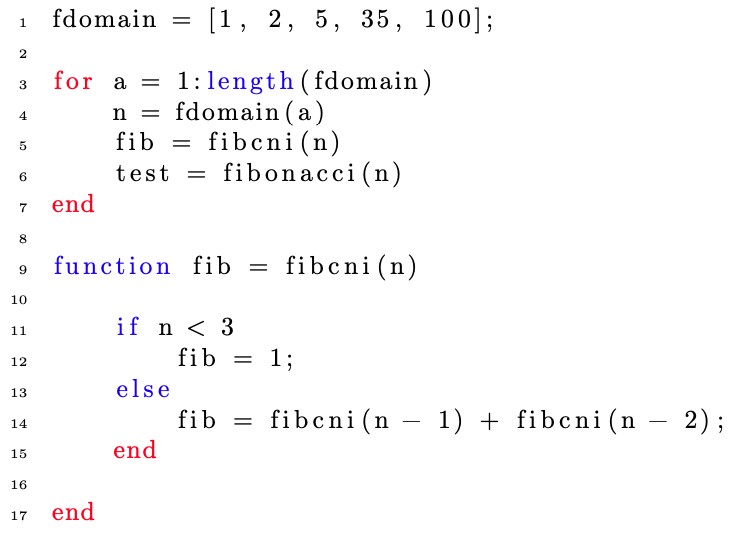 1 fdomain = [1, 2, 5, 35, 100];
2
3 for a = 1:length(fdomain)
4 n = fdomain(a)
5 fib = fibcni(n)
6 test = fibonacci(n)
7 end
8
9 function fib = fibcni(n)
10
11 if n < 3
12 fib = 1;
13 else
14 fib = fibcni(n − 1) + fibcni(n − 2);
15 end
16
17 end